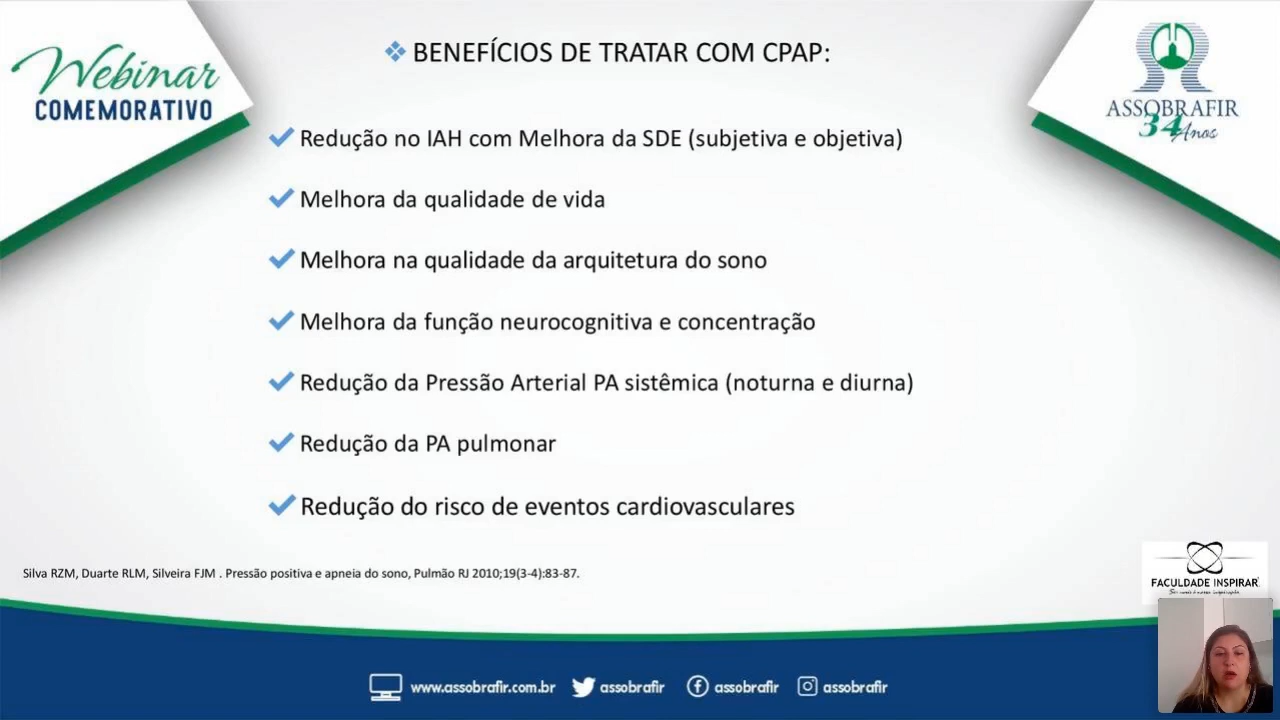 Webinar
COMEMORATIVO
BENEFÍCIOS DE TRATAR COM CPAP:
ASSOBRAFIR
34 Anos
Redução no IAH com Melhora da SDE (subjetiva e objetiva)
Melhora da qualidade de vida
Melhora na qualidade da arquitetura do sono
Melhora da função neurocognitiva e concentração
Redução da Pressão Arterial PA sistêmica (noturna e diurna)
Redução da PA pulmonar
Redução do risco de eventos cardiovasculares
Silva RZM, Duarte RLM, Silveira FJM . Pressão positiva e apneia do sono, Pulmão RJ 2010;19(3-4):83-87.
FACULDADE INSPIRAR
www.assobrafir.com.br assobrafir assobrafir assobrafir